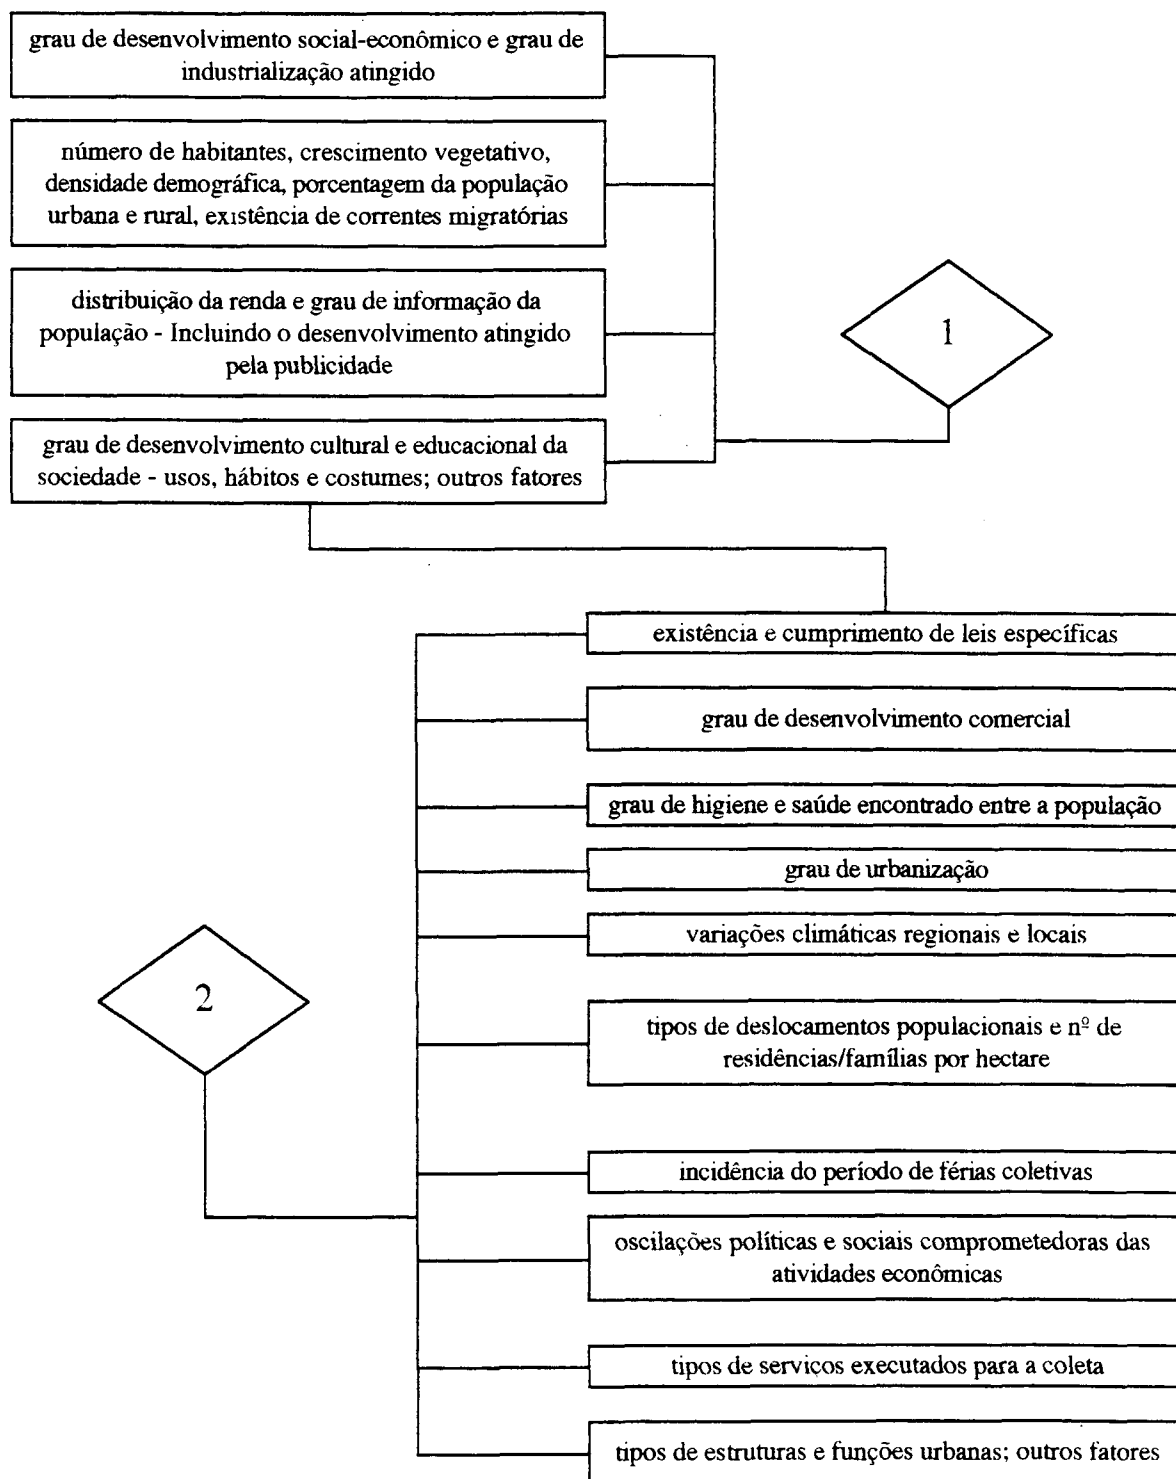 grau de desenvolvimento social-econômico e grau de
industrialização atingido
número de habitantes, crescimento vegetativo,
densidade demográfica, porcentagem da população
urbana e rural, existência de correntes migratórias
distribuição da renda e grau de informação da
população - Incluindo o desenvolvimento atingido
pela publicidade
1
grau de desenvolvimento cultural e educacional da
sociedade - usos, hábitos e costumes; outros fatores
existência e cumprimento de leis específicas
grau de desenvolvimento comercial
grau de higiene e saúde encontrado entre a população
grau de urbanização
variações climáticas regionais e locais
2
tipos de deslocamentos populacionais e nº de
residências/famílias por hectare
incidência do período de férias coletivas
oscilações políticas e sociais comprometedoras das
atividades econômicas
tipos de serviços executados para a coleta
tipos de estruturas e funções urbanas; outros fatores